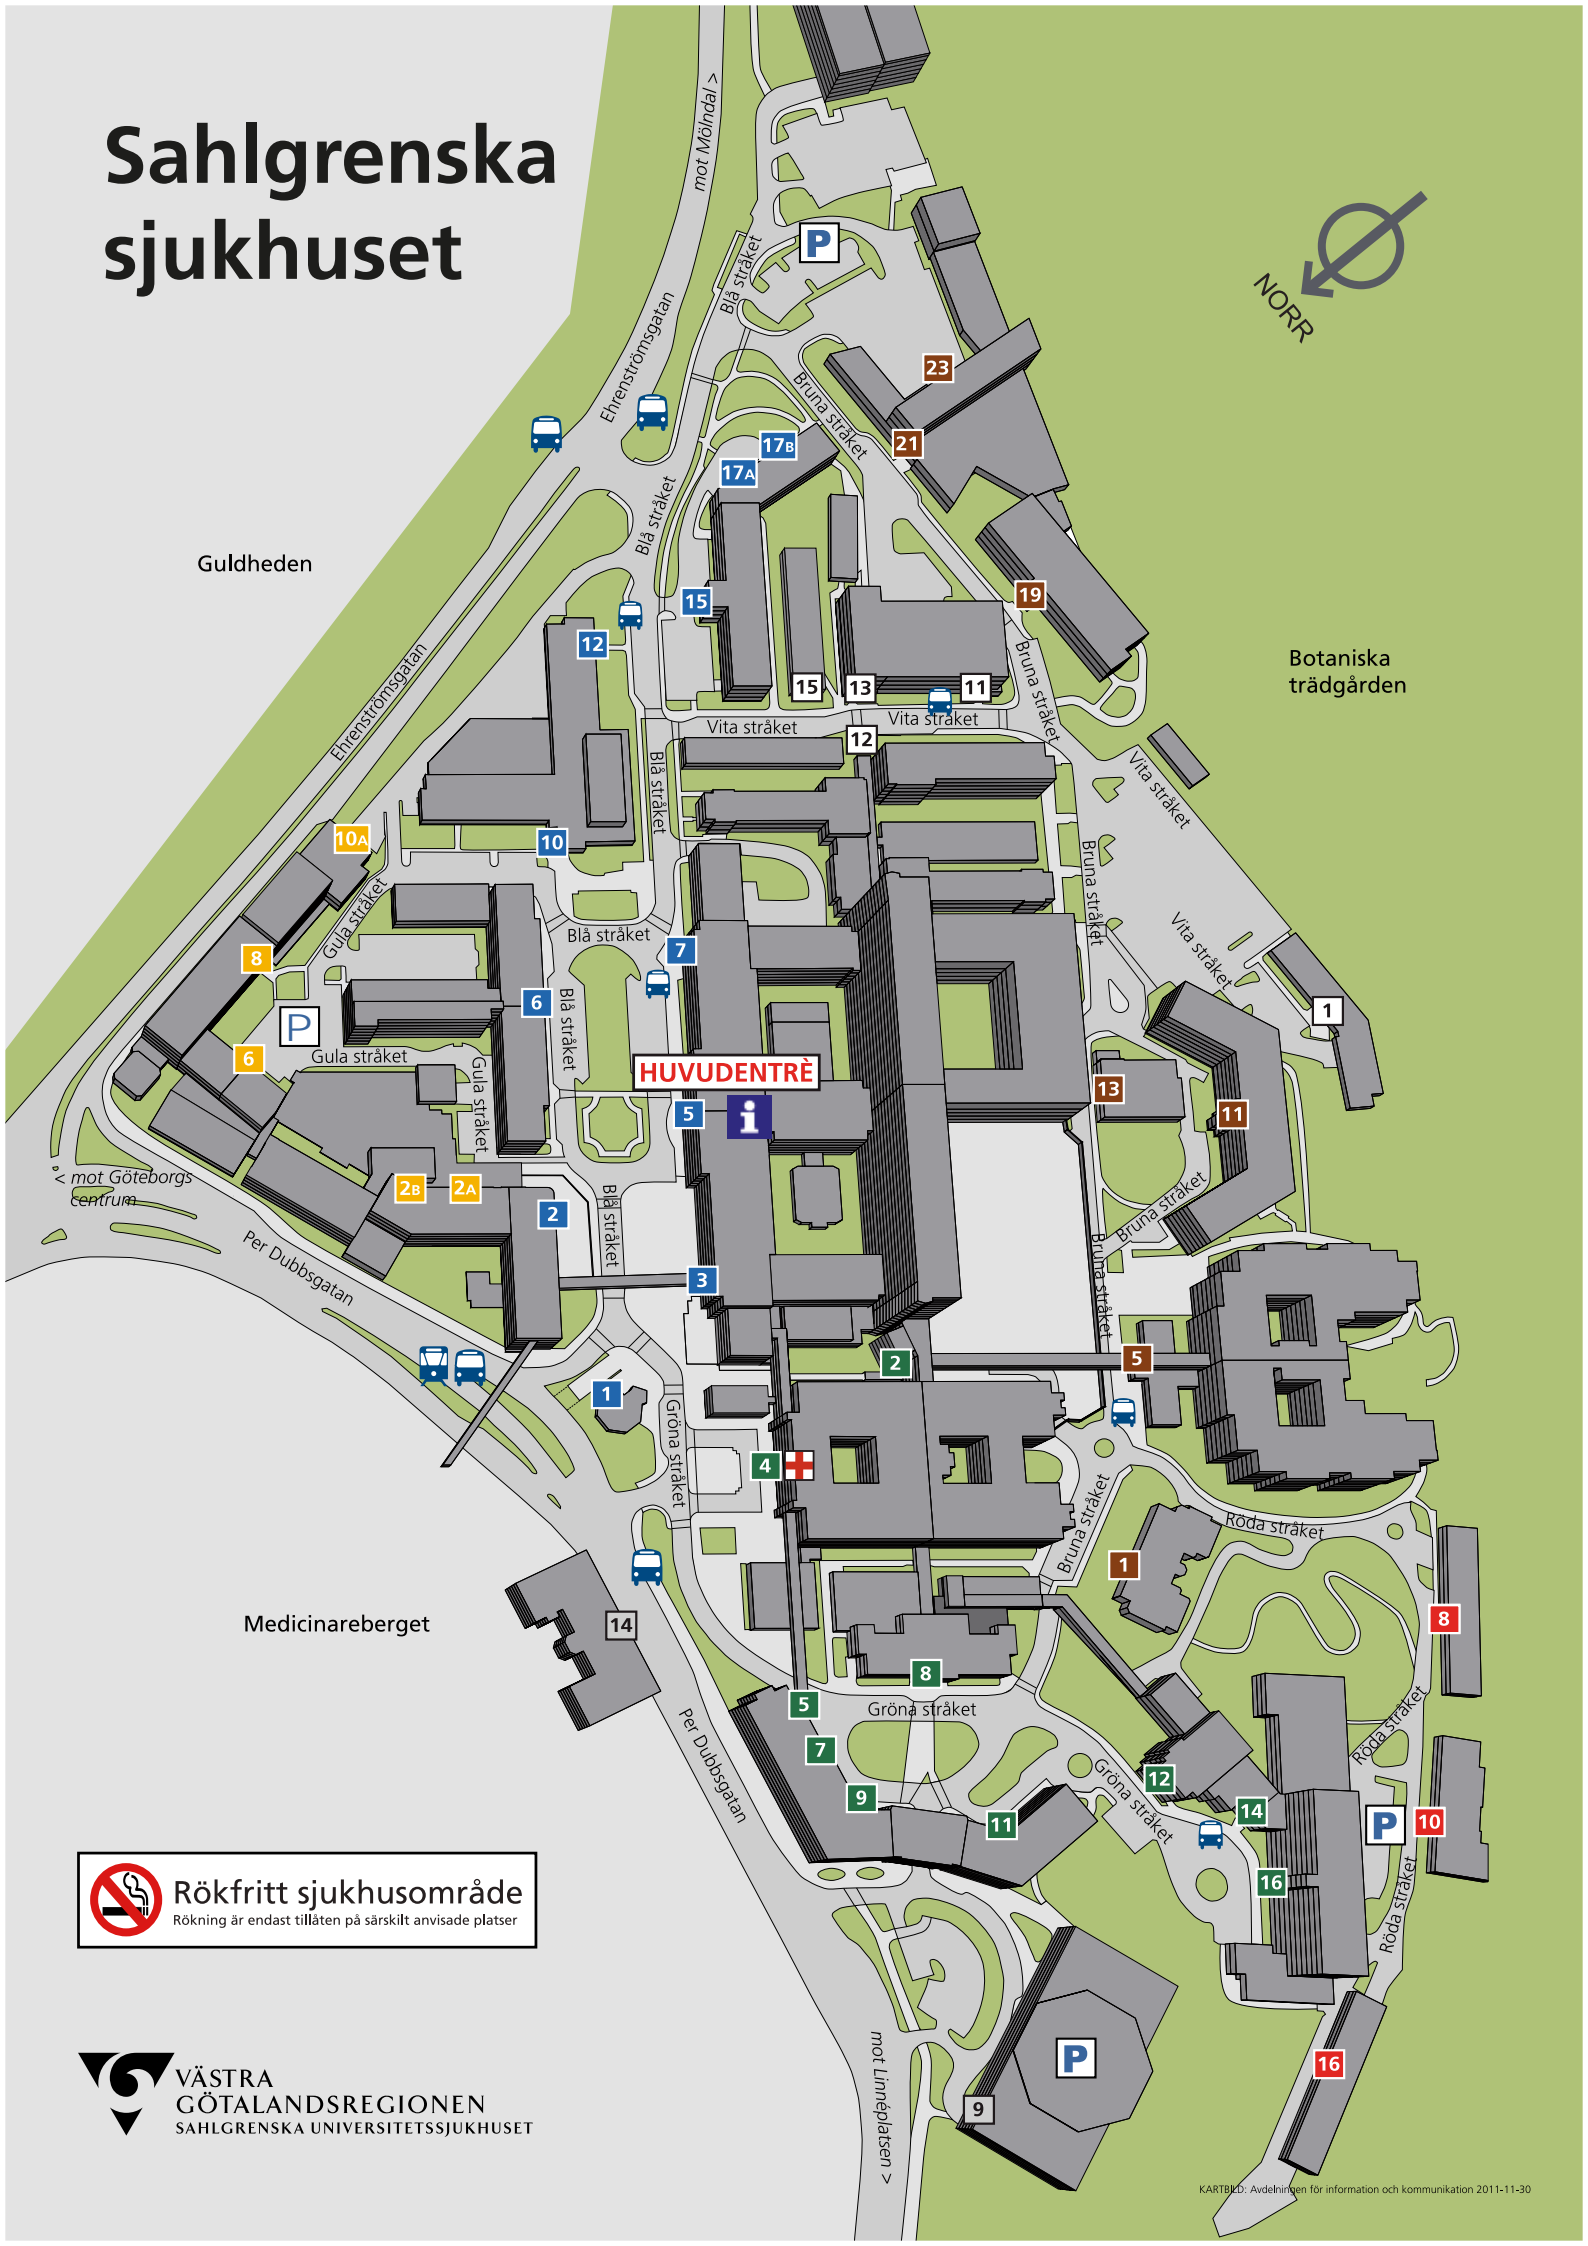 Sahlgrenska
sjukhuset
mot Mölndal >
P
Blå stråket
NORR
Ehrenströmsgatan
23
Bruna stråket
21
17B
17A
Blå stråket
Guldheden
19
15
12
Bruna stråket
Botaniska
trädgården
Ehrenströmsgatan
15
13
11
Vita stråket
Vita stråket
12
Blå stråket
Vita stråket
10A
10
Bruna stråket
Gula stråket
Blå stråket
Vita stråket
7
8
6
Blå stråket
1
P
6
Gula stråket
Gula stråket
HUVUDENTRÈ
i
5
13
11
< mot Göteborgs
centrum
2B
2A
2
Blå stråket
Bruna stråket
Bruna stråket
Per Dubbsgatan
3
2
5
1
Gröna stråket
4
Bruna stråket
Röda stråket
1
8
Medicinareberget
14
8
5
Gröna stråket
Röda stråket
7
Per Dubbsgatan
9
11
12
Gröna stråket
14
P
10
16
Röda stråket
Rökfritt sjukhusområde
Rökning är endast tillåten på särskilt anvisade platser
P
16
9
mot Linnéplatsen >
VÄSTRA
GÖTALANDSREGIONEN
SAHLGRENSKA UNIVERSITETSSJUKHUSET
KARTBILD: Avdelningen för information och kommunikation 2011-11-30